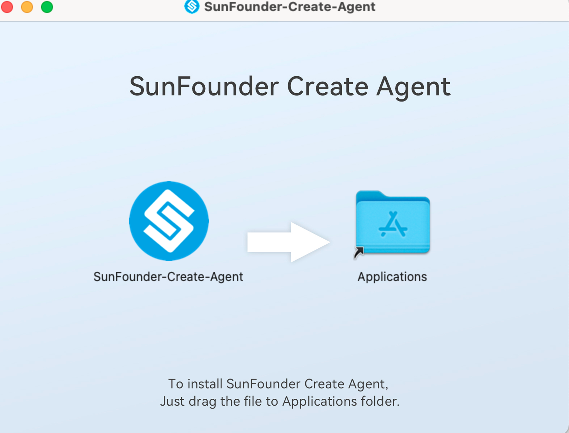 SunFounder-Create-Agent
SunFounder Create Agent
SunFounder-Create-Agent
Applications
To install SunFounder Create Agent,
Just drag the file to Applications folder.